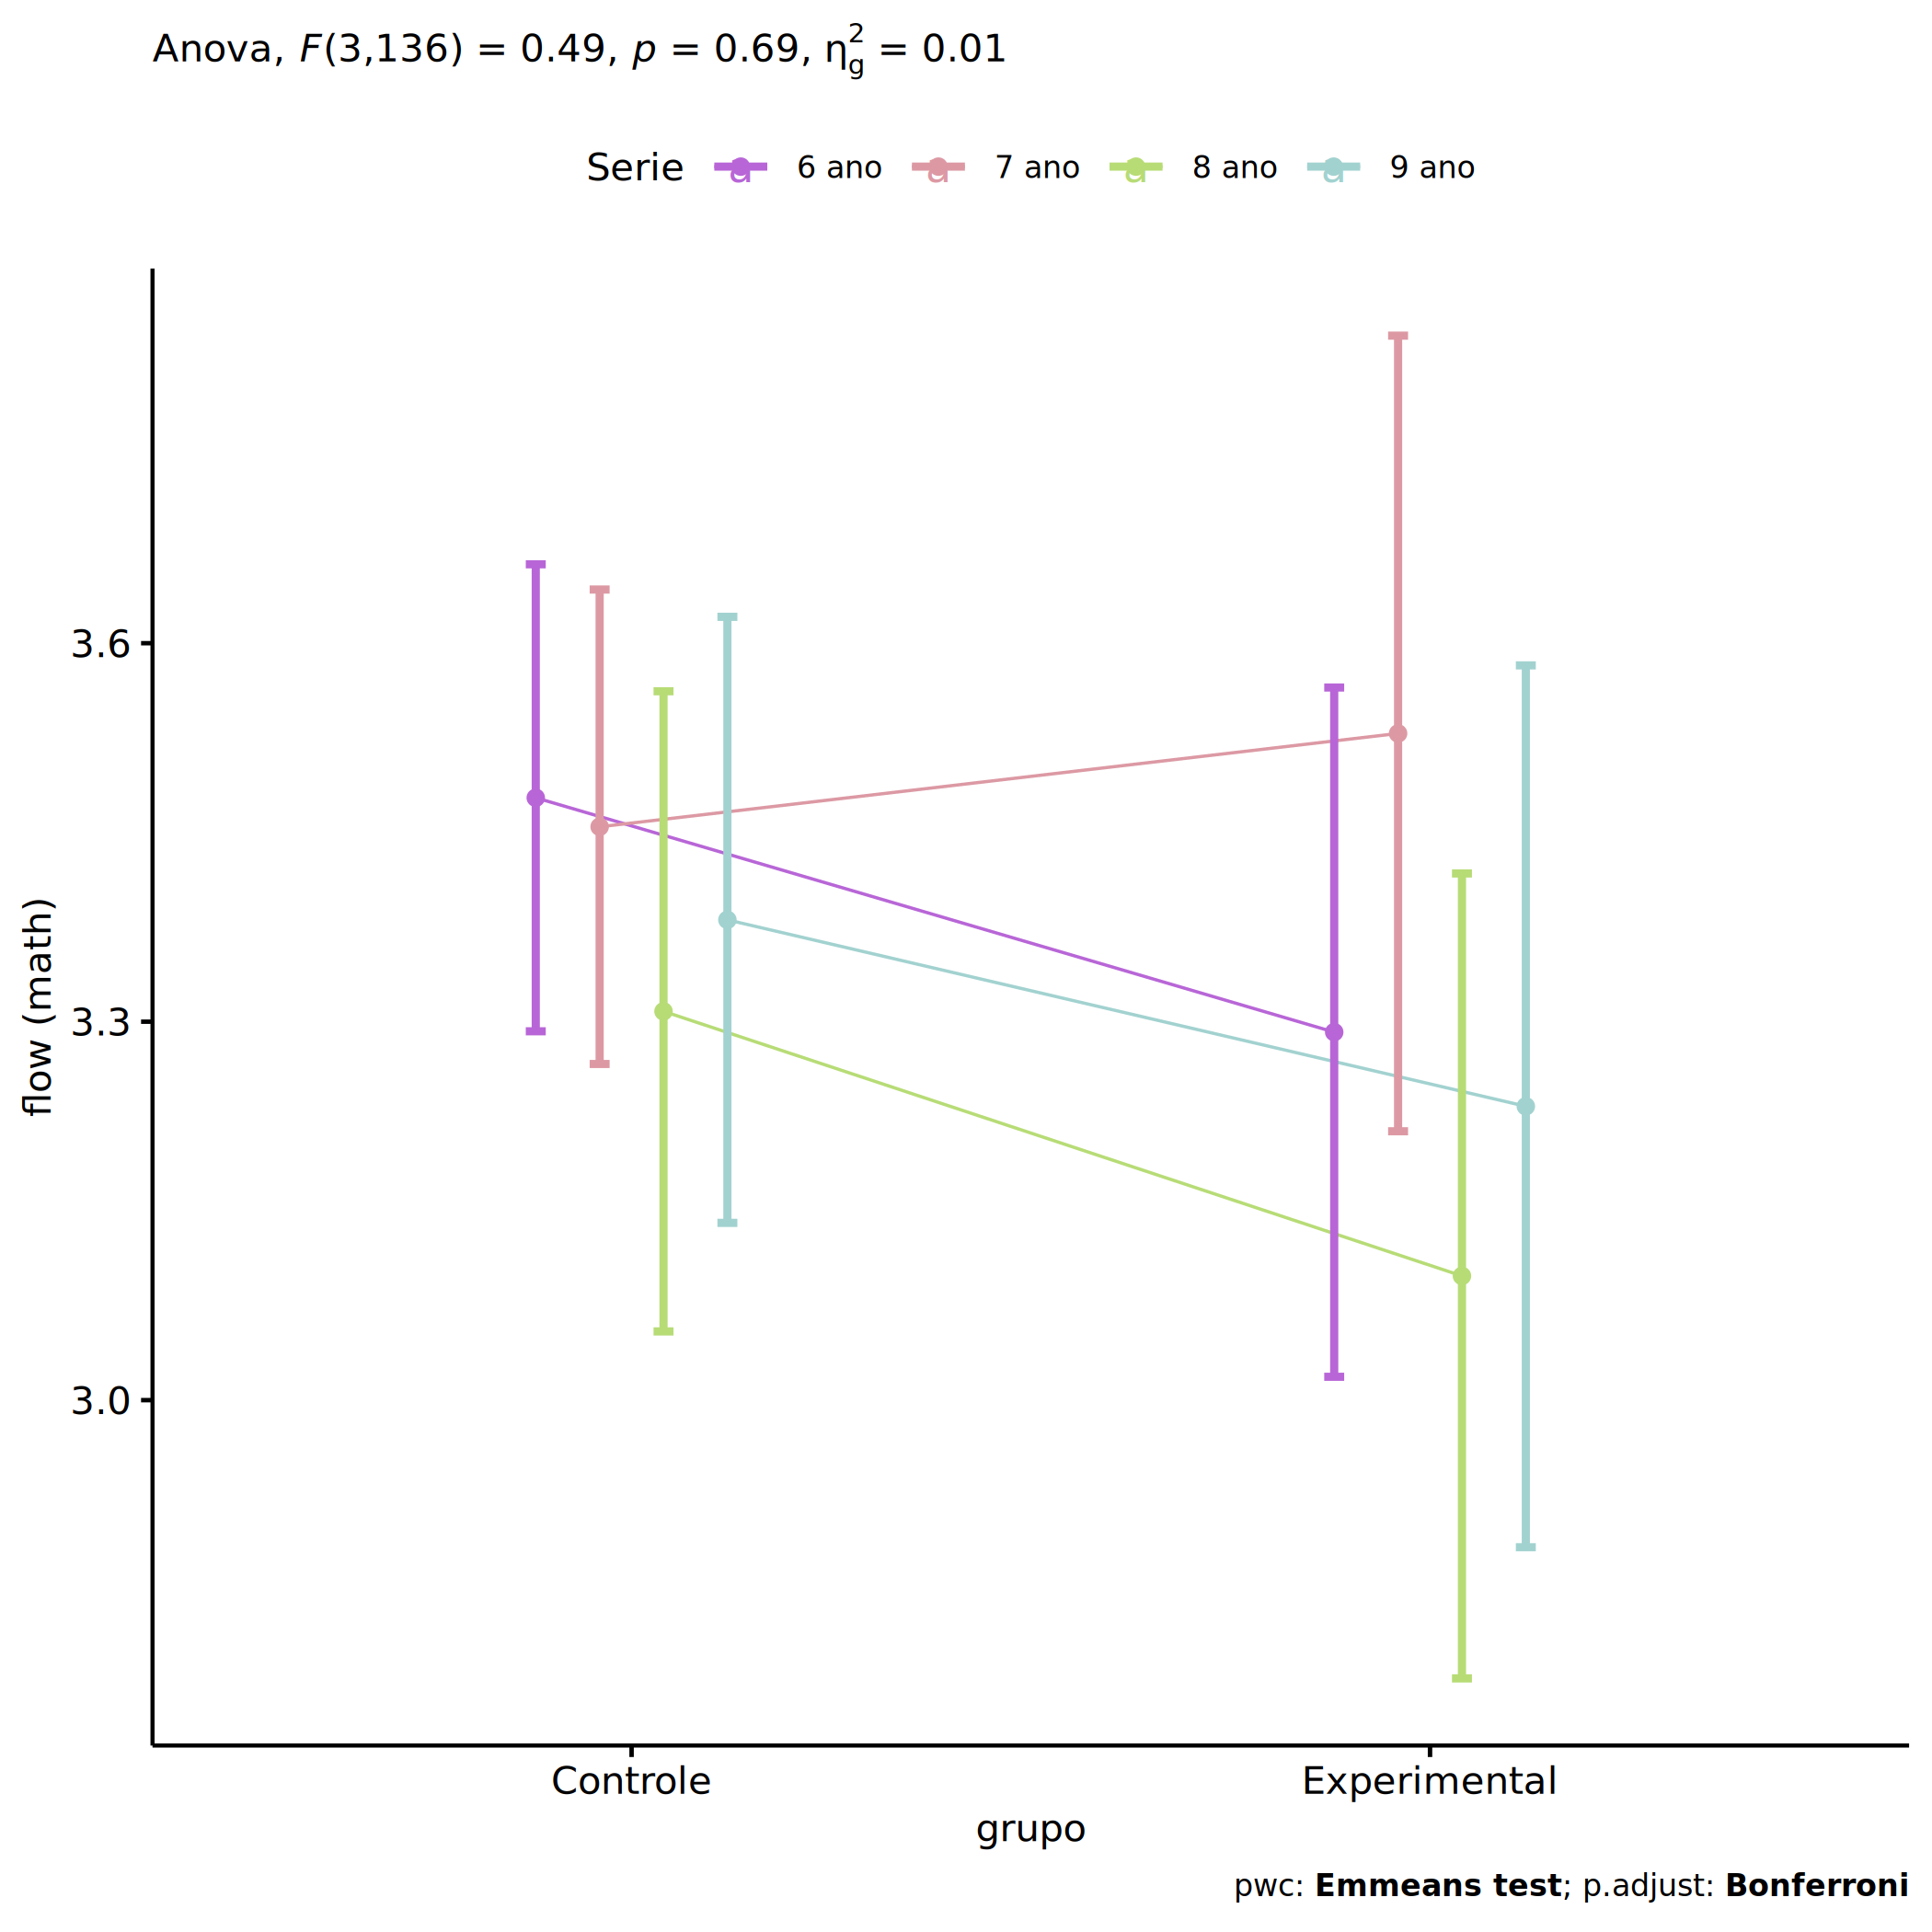 Anova, F(3,136) = 0.49, p = 0.69, η²g = 0.01
Serie a 6 ano a 7 ano a 8 ano a 9 ano
flow (math)
3.6
3.3
3.0
Controle Experimental
grupo
pwc: Emmeans test; p.adjust: Bonferroni